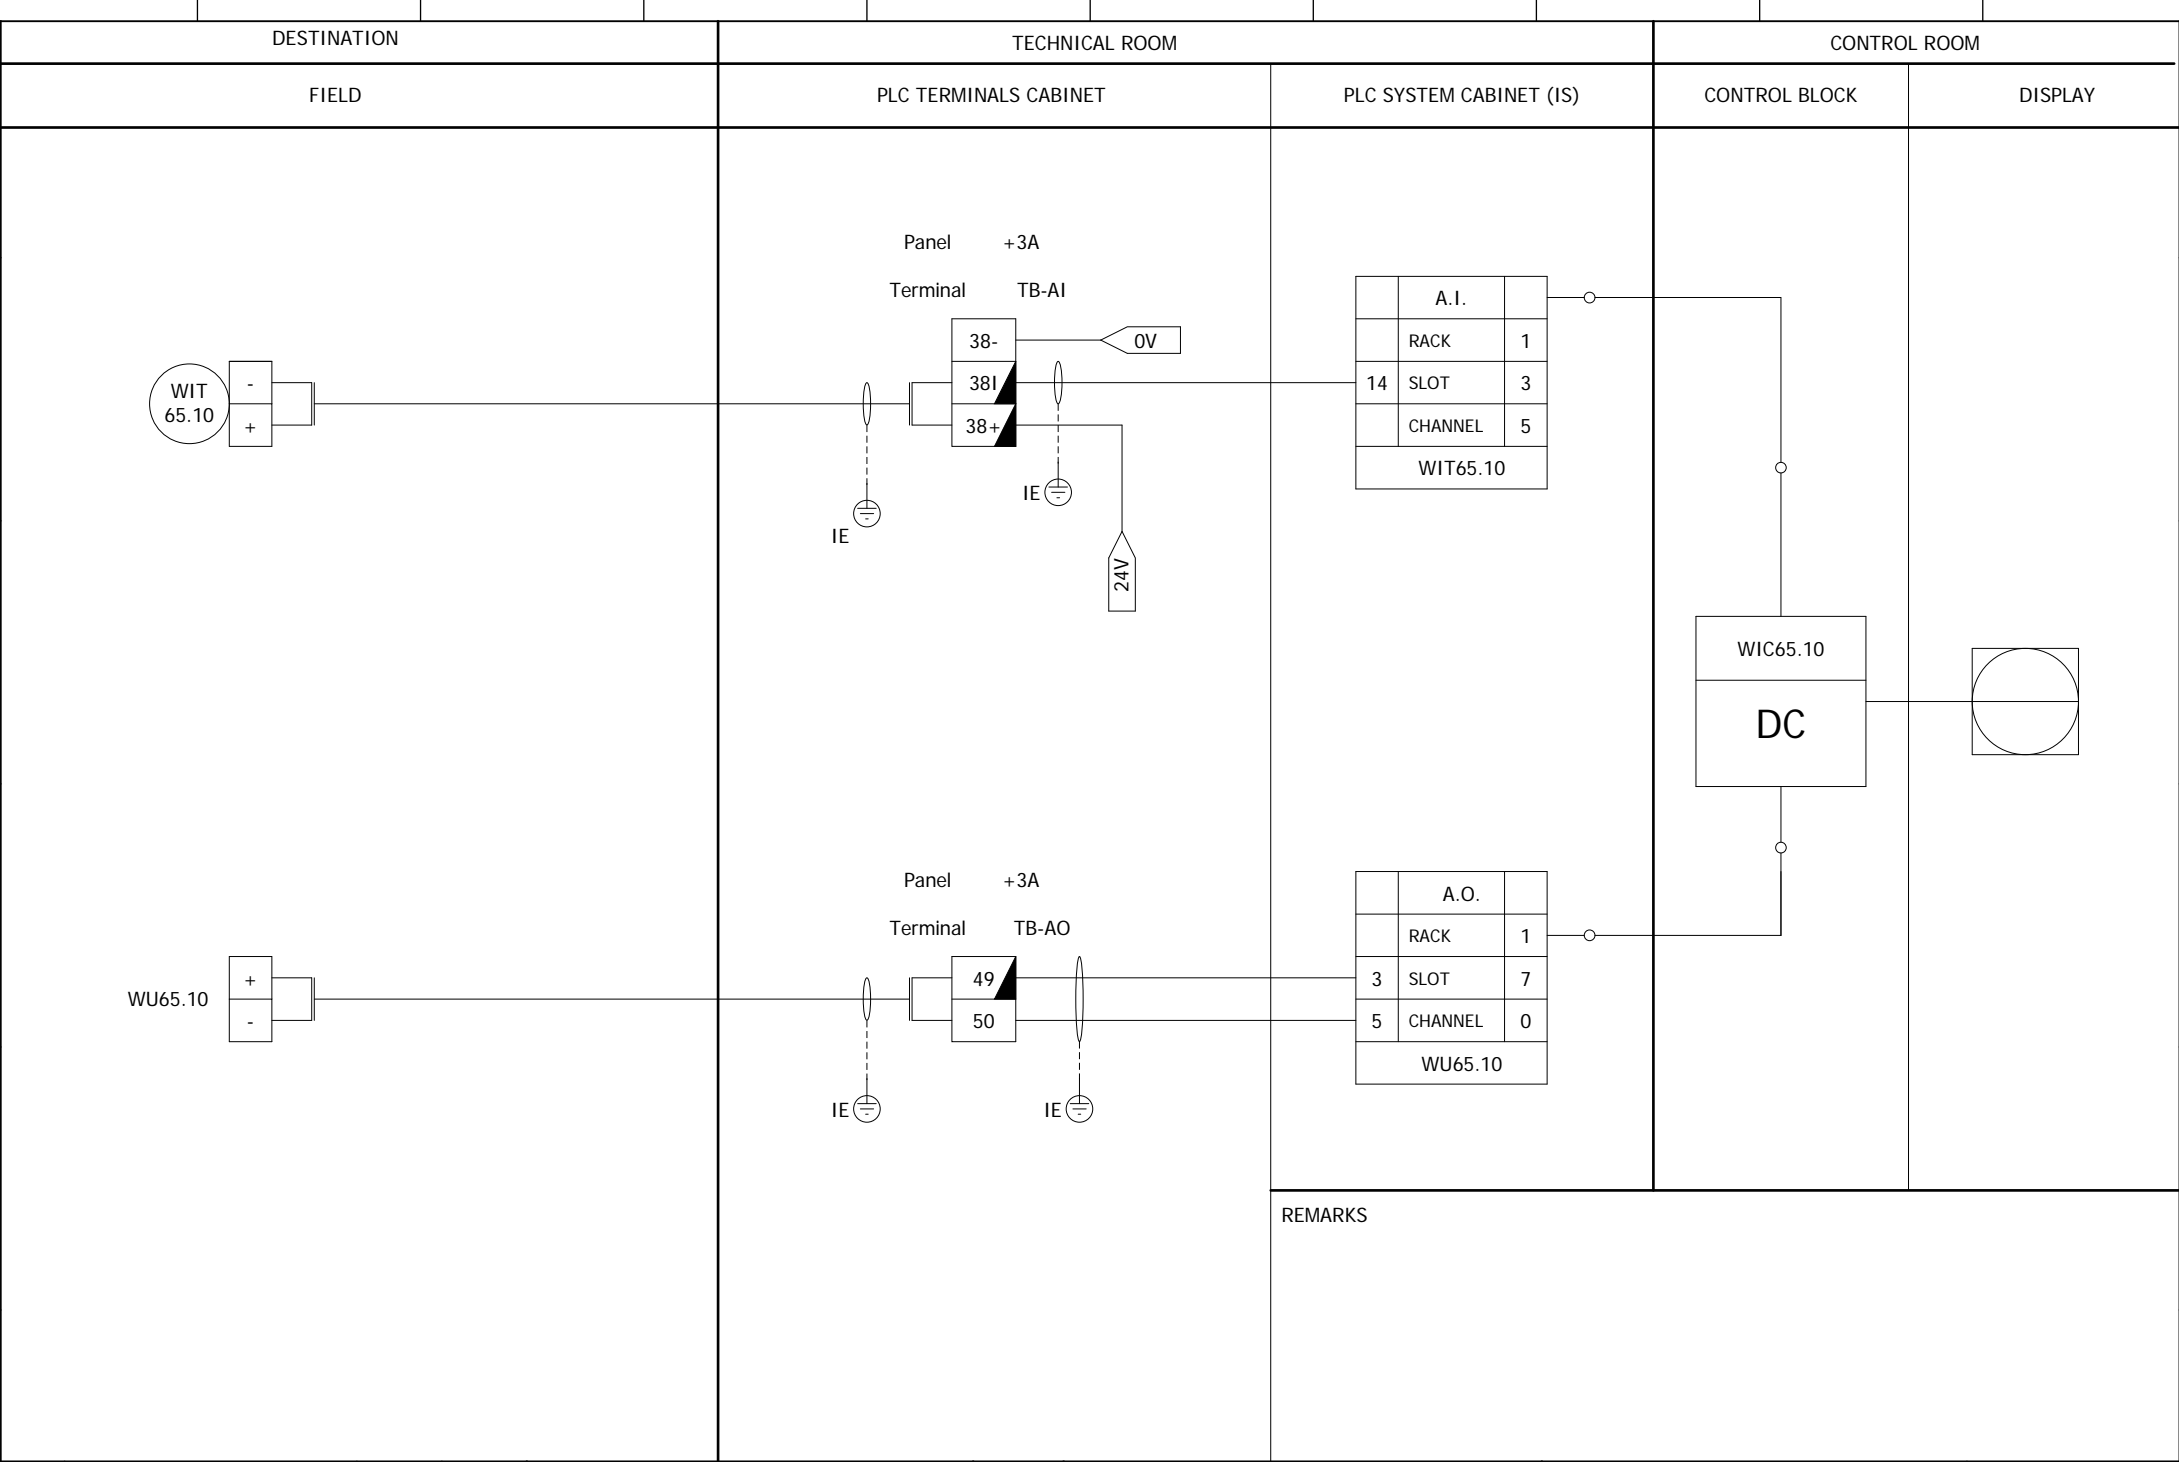 DESTINATION
TECHNICAL ROOM
CONTROL ROOM
FIELD
PLC TERMINALS CABINET
PLC SYSTEM CABINET (IS)
CONTROL BLOCK
DISPLAY
Panel +3A
Terminal TB-AI
WIT
65.10
-
+
38-
38I
38+
0V
24V
IE
IE
A.I.
RACK 1
14 SLOT 3
CHANNEL 5
WIT65.10
WIC65.10
DC
Panel +3A
Terminal TB-AO
WU65.10
+
-
49
50
IE
IE
A.O.
RACK 1
3 SLOT 7
5 CHANNEL 0
WU65.10
REMARKS